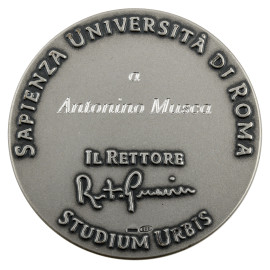 SAPIENZA UNIVERSITÀ DI ROMA
a
Antonino Musca
IL RETTORE
STUDIUM URBIS